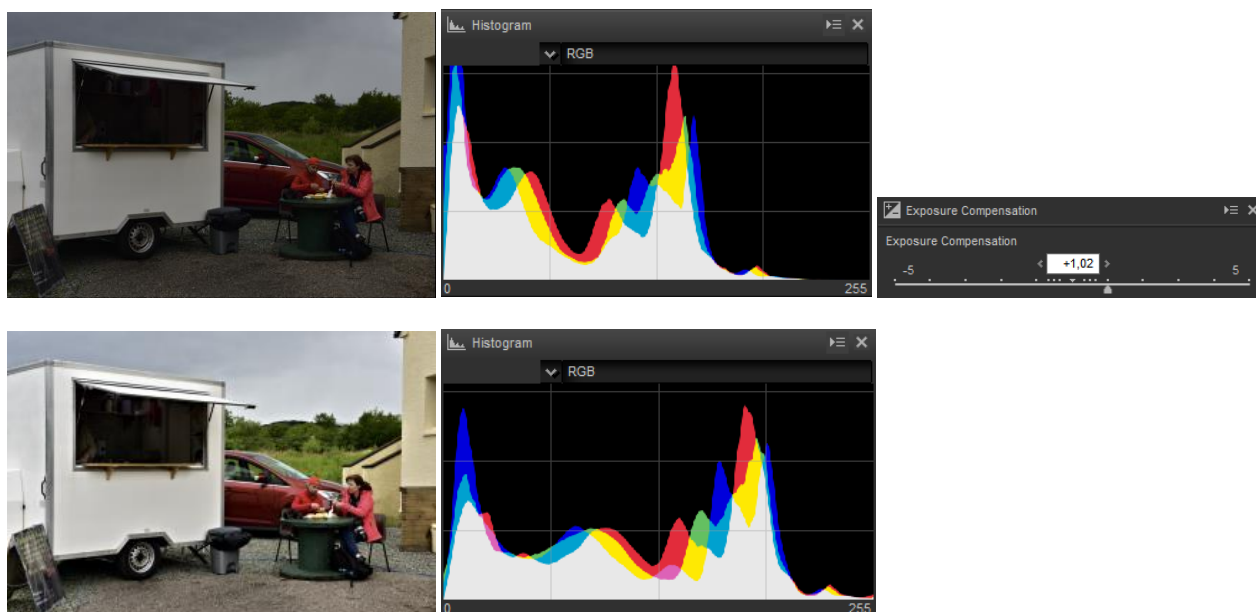 Histogram
RGB
0 255
Exposure Compensation
Exposure Compensation
+1,02
-5 5
Histogram
RGB
0 255